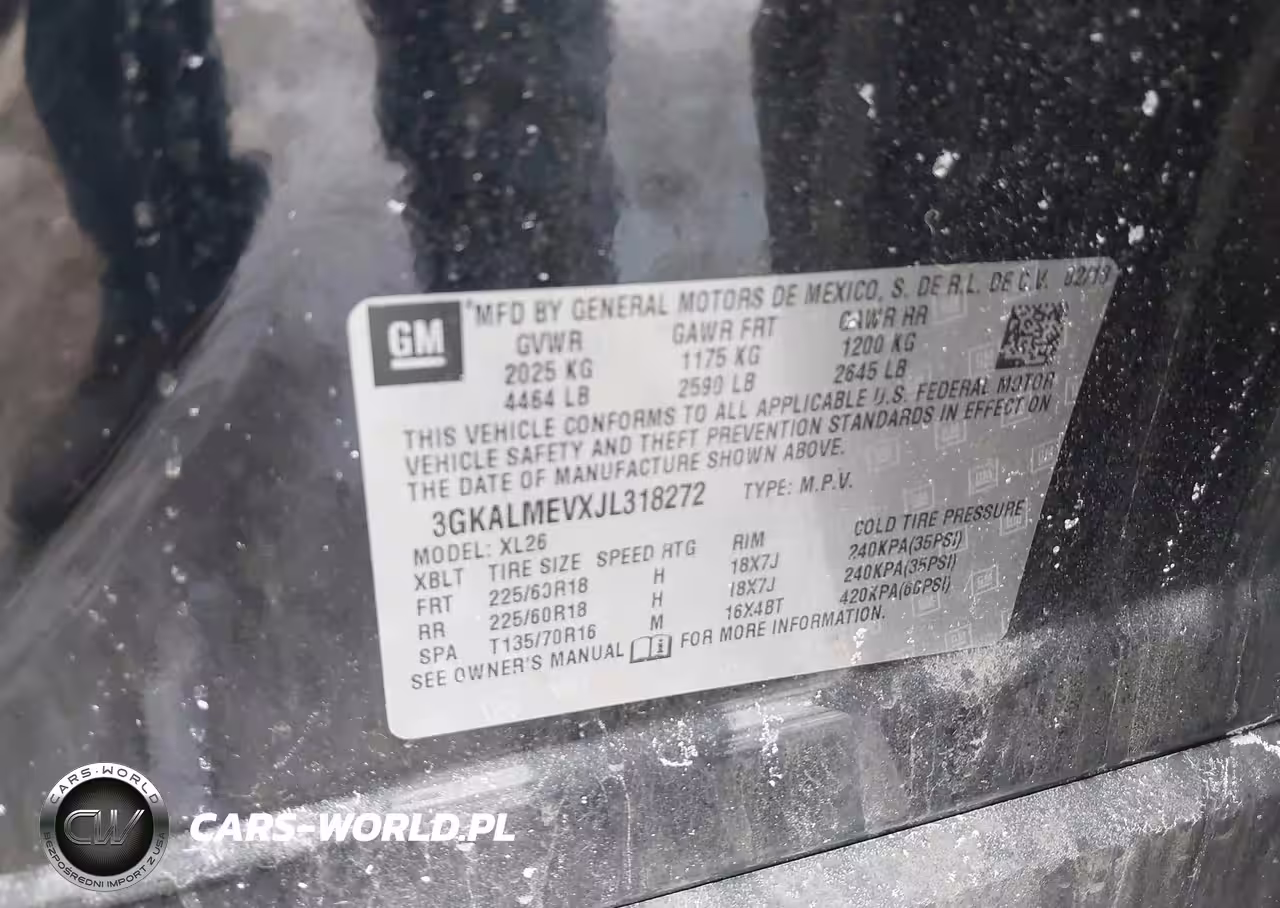 GM
®MFD BY GENERAL MOTORS DE MEXICO, S. DE R.L. DE C.V. 02/18
GVWR GAWR FRT GAWR RR
2025 KG 1175 KG 1200 KG
4464 LB 2590 LB 2645 LB
THIS VEHICLE CONFORMS TO ALL APPLICABLE U.S. FEDERAL MOTOR
VEHICLE SAFETY AND THEFT PREVENTION STANDARDS IN EFFECT ON
THE DATE OF MANUFACTURE SHOWN ABOVE.
3GKALMEVXJL318272 TYPE: M.P.V.
MODEL: XL26
XBLT TIRE SIZE SPEED RTG RIM COLD TIRE PRESSURE
FRT 225/60R18 H 18X7J 240KPA(35PSI)
RR 225/60R18 H 18X7J 240KPA(35PSI)
SPA T135/70R16 M 16X4BT 420KPA(60PSI)
SEE OWNER'S MANUAL FOR MORE INFORMATION.
CARS-WORLD
CW
BEZPOŚREDNI IMPORT Z USA
CARS-WORLD.PL